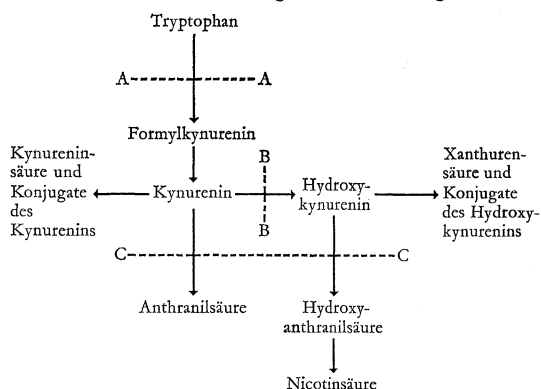 Tryptophan
A A
Formylkynurenin
Kynurenin-
säure und
Konjugate
des
Kynurenins
B
Kynurenin
B
Hydroxy-
kynurenin
Xanthuren-
säure und
Konjugate
des Hydroxy-
kynurenins
C C
Anthranilsäure
Hydroxy-
anthranilsäure
Nicotinsäure